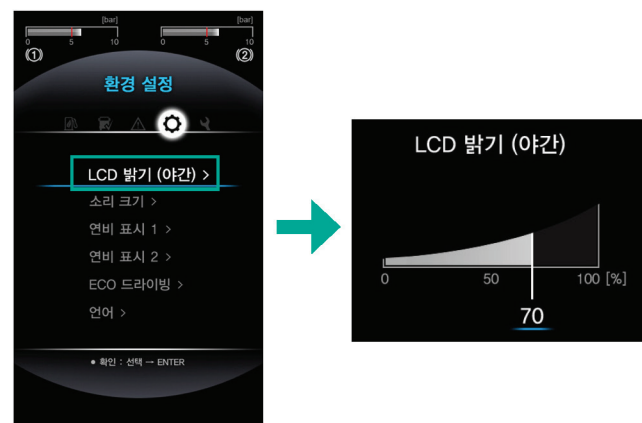 [bar] [bar]
0 5 10 0 5 10
(1) (2)
환경 설정
LCD 밝기 (야간) >
소리 크기 >
연비 표시 1 >
연비 표시 2 >
ECO 드라이빙 >
언어 >
● 확인 : 선택 → ENTER
LCD 밝기 (야간)
0 50 100 [%]
70